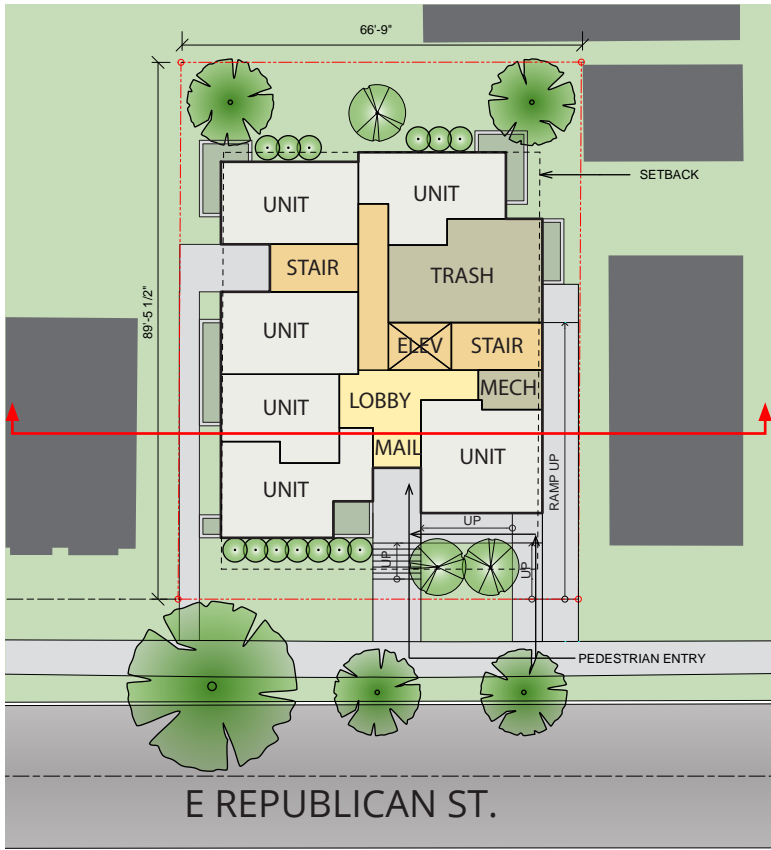 66'-9"
SETBACK
UNIT
UNIT
STAIR
TRASH
89'-5 1/2"
UNIT
ELEV
STAIR
MECH
UNIT
LOBBY
MAIL
UNIT
UNIT
RAMP UP
UP
UP
UP
PEDESTRIAN ENTRY
E REPUBLICAN ST.